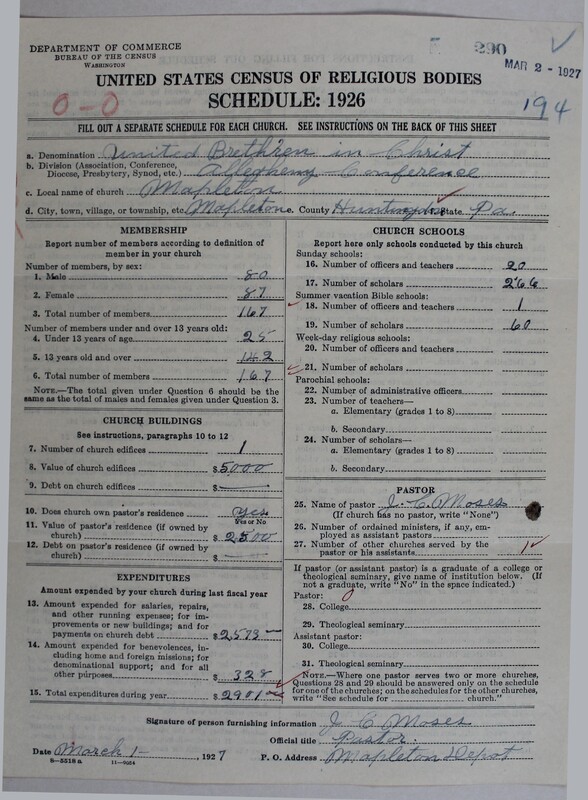 DEPARTMENT OF COMMERCE
BUREAU OF THE CENSUS
WASHINGTON
290
MAR 2 - 1927
UNITED STATES CENSUS OF RELIGIOUS BODIES
SCHEDULE: 1926
0-0
194
FILL OUT A SEPARATE SCHEDULE FOR EACH CHURCH. SEE INSTRUCTIONS ON THE BACK OF THIS SHEET
a. Denomination United Brethren in Christ
b. Division (Association, Conference, Diocese, Presbytery, Synod, etc.) Allegheny Conference
c. Local name of church Mapleton
d. City, town, village, or township, etc. Mapleton e. County Huntingdon State Pa.
MEMBERSHIP
Report number of members according to definition of
member in your church
Number of members, by sex:
1. Male 80
2. Female 87
3. Total number of members 167
Number of members under and over 13 years old:
4. Under 13 years of age 25
5. 13 years old and over 142
6. Total number of members 167
NOTE.—The total given under Question 6 should be the
same as the total of males and females given under Question 3.
CHURCH BUILDINGS
See instructions, paragraphs 10 to 12
7. Number of church edifices 1
8. Value of church edifices $5000
9. Debt on church edifices $ —
10. Does church own pastor's residence Yes
Yes or No
11. Value of pastor's residence (if owned by
church) $ 2500
12. Debt on pastor's residence (if owned by
church) $ —
EXPENDITURES
Amount expended by your church during last fiscal year
13. Amount expended for salaries, repairs,
and other running expenses; for im-
provements or new buildings; and for
payments on church debt $2573 —
14. Amount expended for benevolences, in-
cluding home and foreign missions; for
denominational support; and for all
other purposes $ 328
15. Total expenditures during year $2901
CHURCH SCHOOLS
Report here only schools conducted by this church
Sunday schools:
16. Number of officers and teachers 20
17. Number of scholars 266
Summer vacation Bible schools:
18. Number of officers and teachers 1
19. Number of scholars 60
Week-day religious schools:
20. Number of officers and teachers
21. Number of scholars
Parochial schools:
22. Number of administrative officers
23. Number of teachers—
a. Elementary (grades 1 to 8)
b. Secondary
24. Number of scholars—
a. Elementary (grades 1 to 8)
b. Secondary
PASTOR
25. Name of pastor J. C. Moses
(If church has no pastor, write "None")
26. Number of ordained ministers, if any, em-
ployed as assistant pastors
27. Number of other churches served by the
pastor or his assistants 1
If pastor (or assistant pastor) is a graduate of a college or
theological seminary, give name of institution below. (If
not a graduate, write "No" in the space indicated.)
Pastor: 0
28. College
29. Theological seminary
Assistant pastor:
30. College
31. Theological seminary
NOTE.—Where one pastor serves two or more churches,
Questions 28 and 29 should be answered only on the schedule
for one of the churches; on the schedules for the other churches,
write "See schedule for church."
Signature of person furnishing information J C Moses
Official title Pastor
Date March 1- 1927 P. O. Address Mapleton Depot
8—5518a 11—9064